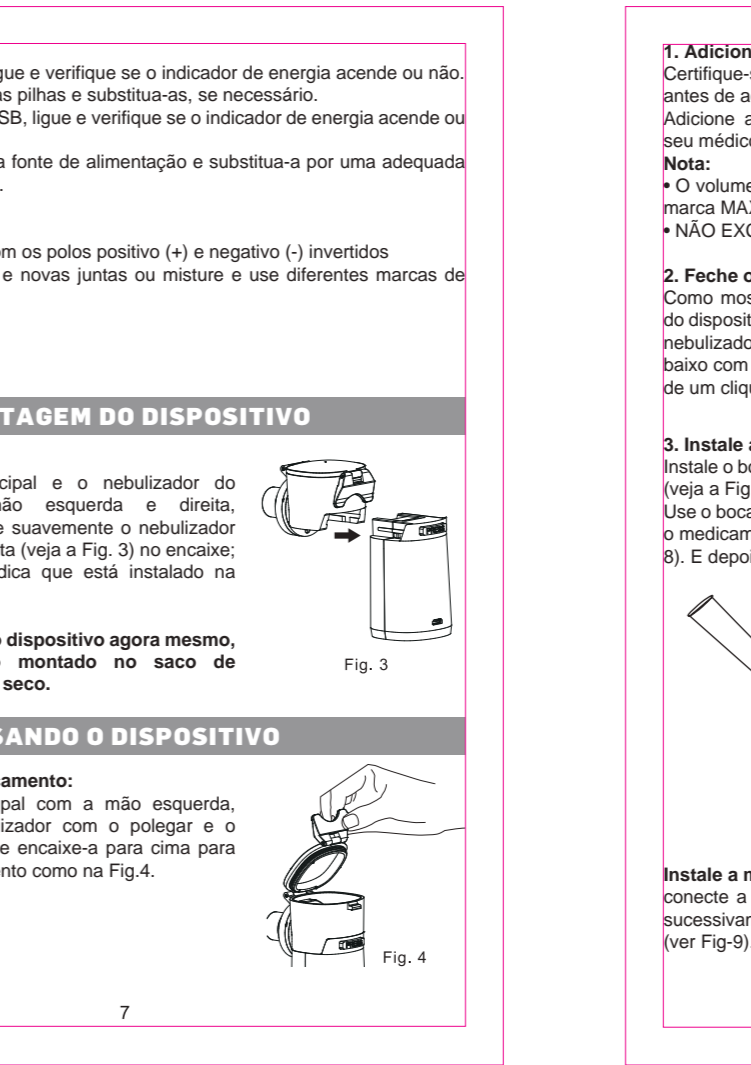 gue e verifique se o indicador de energia acende ou não.
as pilhas e substitua-as, se necessário.
SB, ligue e verifique se o indicador de energia acende ou
a fonte de alimentação e substitua-a por uma adequada
.
om os polos positivo (+) e negativo (-) invertidos
e novas juntas ou misture e use diferentes marcas de
TAGEM DO DISPOSITIVO
cipal e o nebulizador do
não esquerda e direita,
e suavemente o nebulizador
ta (veja a Fig. 3) no encaixe;
dica que está instalado na
o dispositivo agora mesmo,
o montado no saco de
seco.
Fig. 3
SANDO O DISPOSITIVO
camento:
ipal com a mão esquerda,
lizador com o polegar e o
e encaixe-a para cima para
ento como na Fig.4.
Fig. 4
7
1. Adicion
Certifique-s
antes de ac
Adicione a
seu médico
Nota:
• O volume
marca MAX
• NÃO EXC
2. Feche o
Como mos
do disposit
nebulizado
baixo com
de um cliqu
3. Instale a
Instale o bo
(veja a Fig
Use o boca
o medicam
8). E depoi
Instale a m
conecte a
sucessivam
(ver Fig-9)